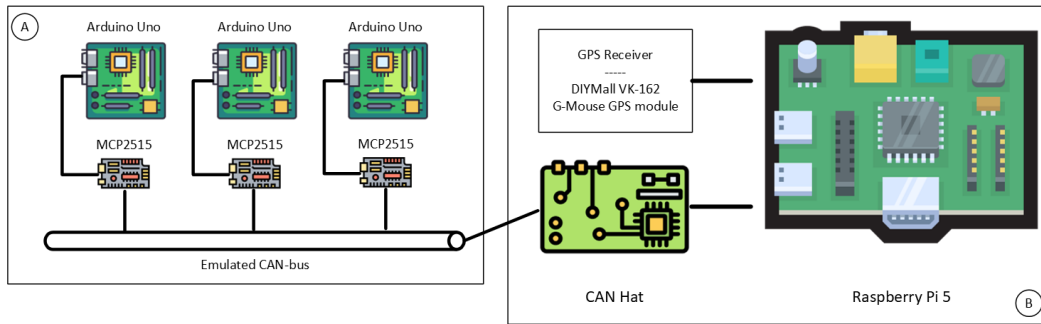 A
Arduino Uno
Arduino Uno
Arduino Uno
MCP2515
MCP2515
MCP2515
Emulated CAN-bus
GPS Receiver
-----
DIYMall VK-162
G-Mouse GPS module
CAN Hat
Raspberry Pi 5
B